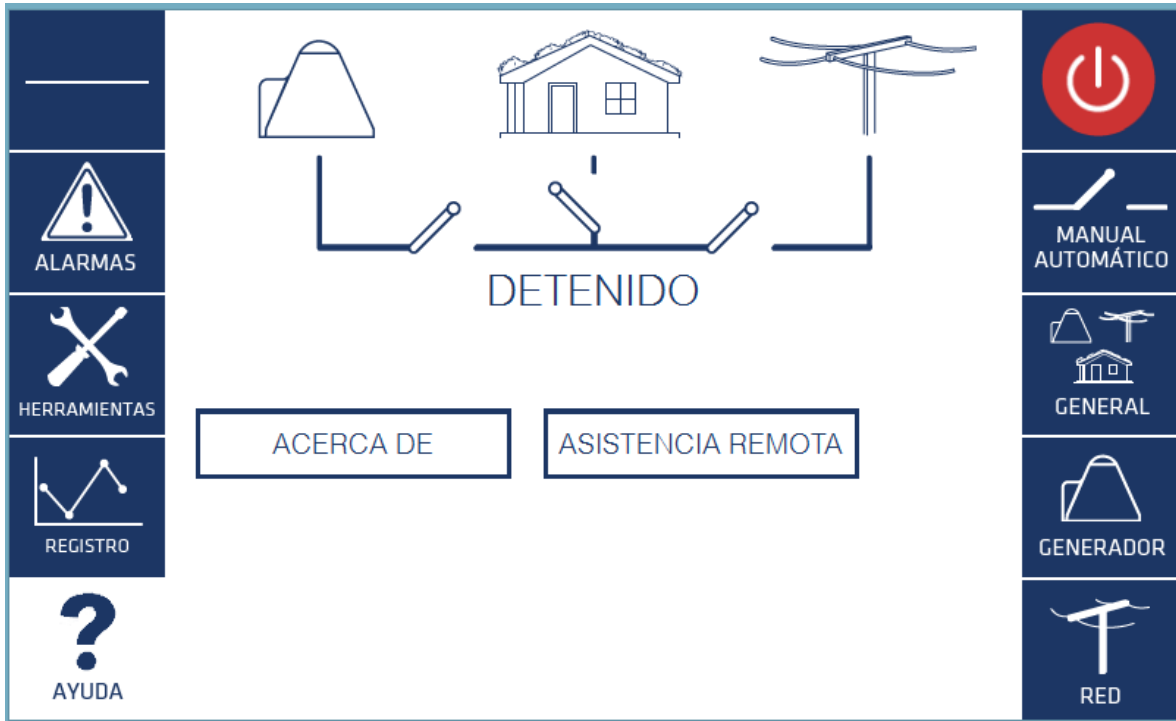 ALARMAS
HERRAMIENTAS
REGISTRO
AYUDA
DETENIDO
ACERCA DE
ASISTENCIA REMOTA
MANUAL
AUTOMÁTICO
GENERAL
GENERADOR
RED